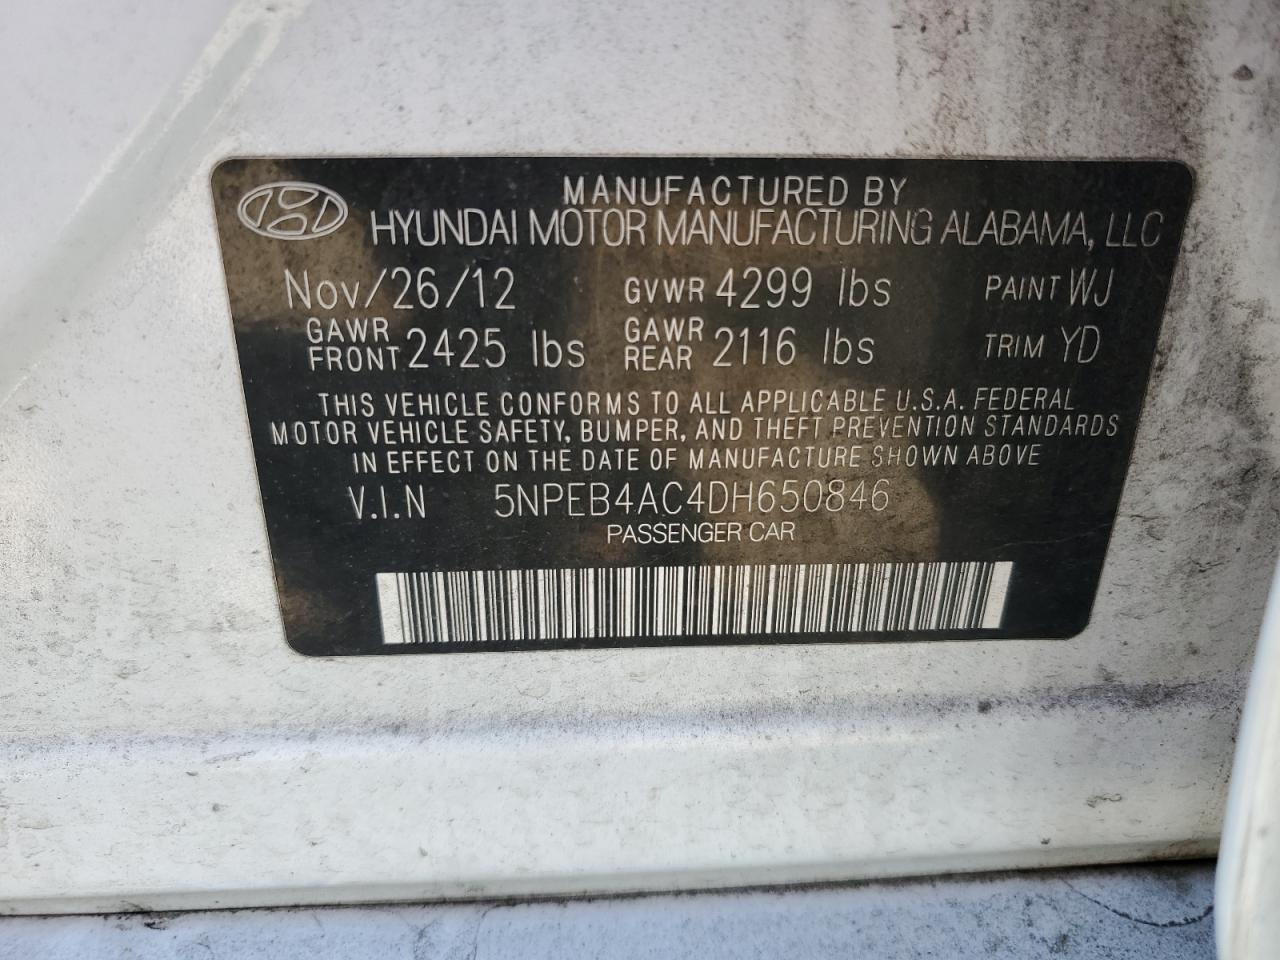 MANUFACTURED BY
HYUNDAI MOTOR MANUFACTURING ALABAMA, LLC
Nov/26/12 GVWR 4299 lbs PAINT WJ
GAWR FRONT 2425 lbs GAWR REAR 2116 lbs TRIM YD
THIS VEHICLE CONFORMS TO ALL APPLICABLE U.S.A. FEDERAL
MOTOR VEHICLE SAFETY, BUMPER, AND THEFT PREVENTION STANDARDS
IN EFFECT ON THE DATE OF MANUFACTURE SHOWN ABOVE
V.I.N 5NPEB4AC4DH650846
PASSENGER CAR